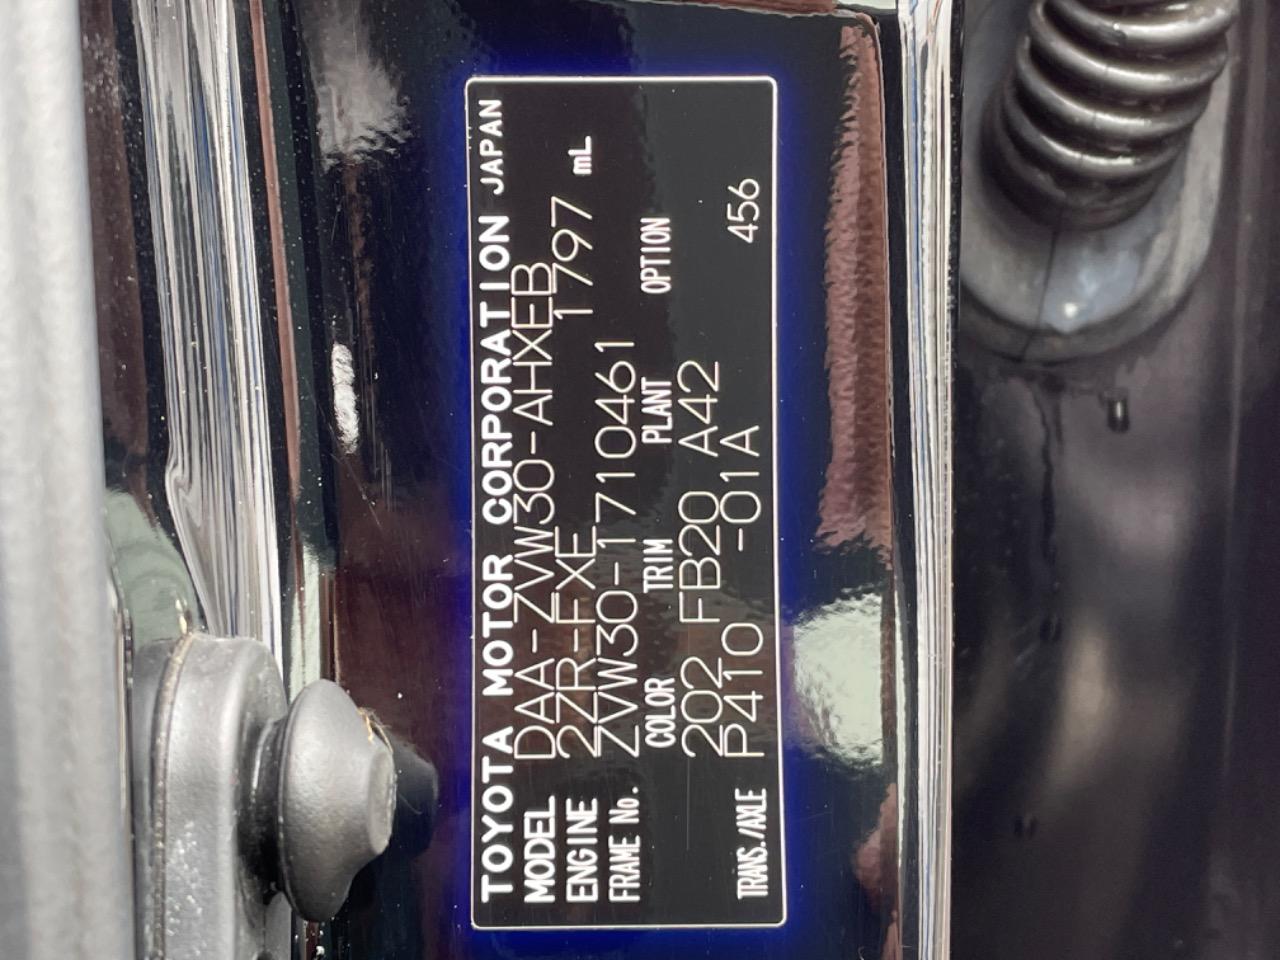 TOYOTA MOTOR CORPORATION JAPAN
MODEL DAA-ZVW30-AHXEB
ENGINE 2ZR-FXE 1797 mL
FRAME No. ZVW30-1710461
COLOR TRIM PLANT OPTION
202 FB20 A42
TRANS./AXLE P410 -01A 456